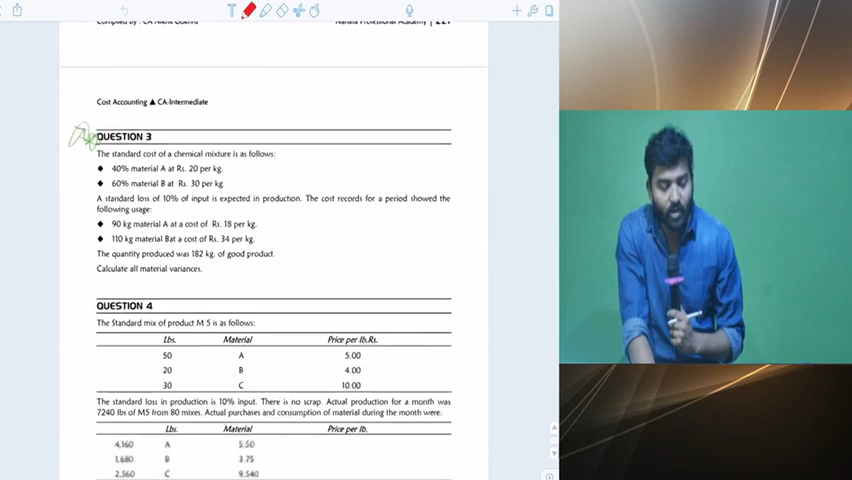 Cost Accounting ▲ CA-Intermediate
QUESTION 3
The standard cost of a chemical mixture is as follows:
◆ 40% material A at Rs. 20 per kg.
◆ 60% material B at Rs. 30 per kg.
A standard loss of 10% of input is expected in production. The cost records for a period showed the
following usage:
◆ 90 kg material A at a cost of Rs. 18 per kg.
◆ 110 kg material Bat a cost of Rs. 34 per kg.
The quantity produced was 182 kg. of good product.
Calculate all material variances.
QUESTION 4
The Standard mix of product M 5 is as follows:
Lbs. Material Price per lb.Rs.
50 A 5.00
20 B 4.00
30 C 10.00
The standard loss in production is 10% input. There is no scrap. Actual production for a month was
7240 lbs of M5 from 80 mixes. Actual purchases and consumption of material during the month were:
Lbs. Material Price per lb.
4,160 A 5.50
1,680 B 3.75
2,560 C 9.540